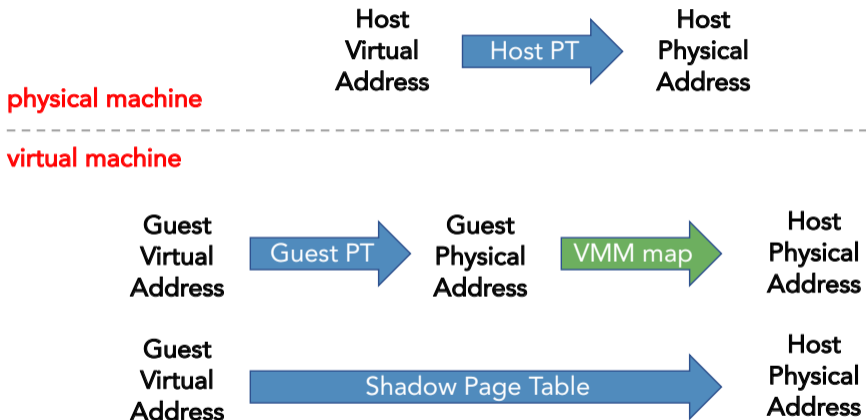 Host
Virtual
Address
Host PT
Host
Physical
Address
physical machine
virtual machine
Guest
Virtual
Address
Guest PT
Guest
Physical
Address
VMM map
Host
Physical
Address
Guest
Virtual
Address
Shadow Page Table
Host
Physical
Address